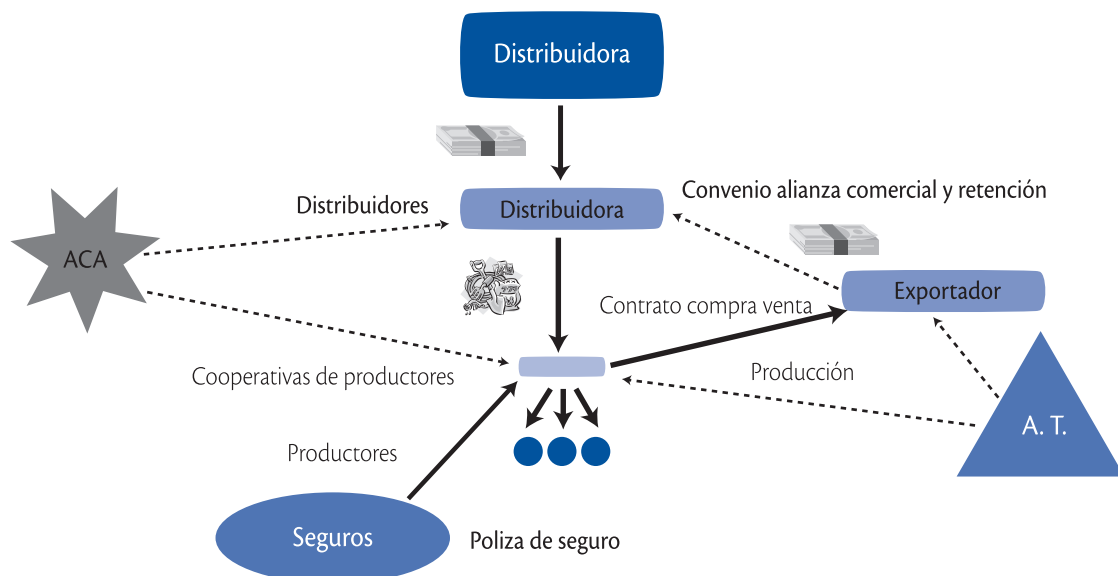 Distribuidora
Convenio alianza comercial y retención
Distribuidores
Distribuidora
ACA
Exportador
Contrato compra venta
Cooperativas de productores
Producción
A. T.
Productores
Seguros
Poliza de seguro